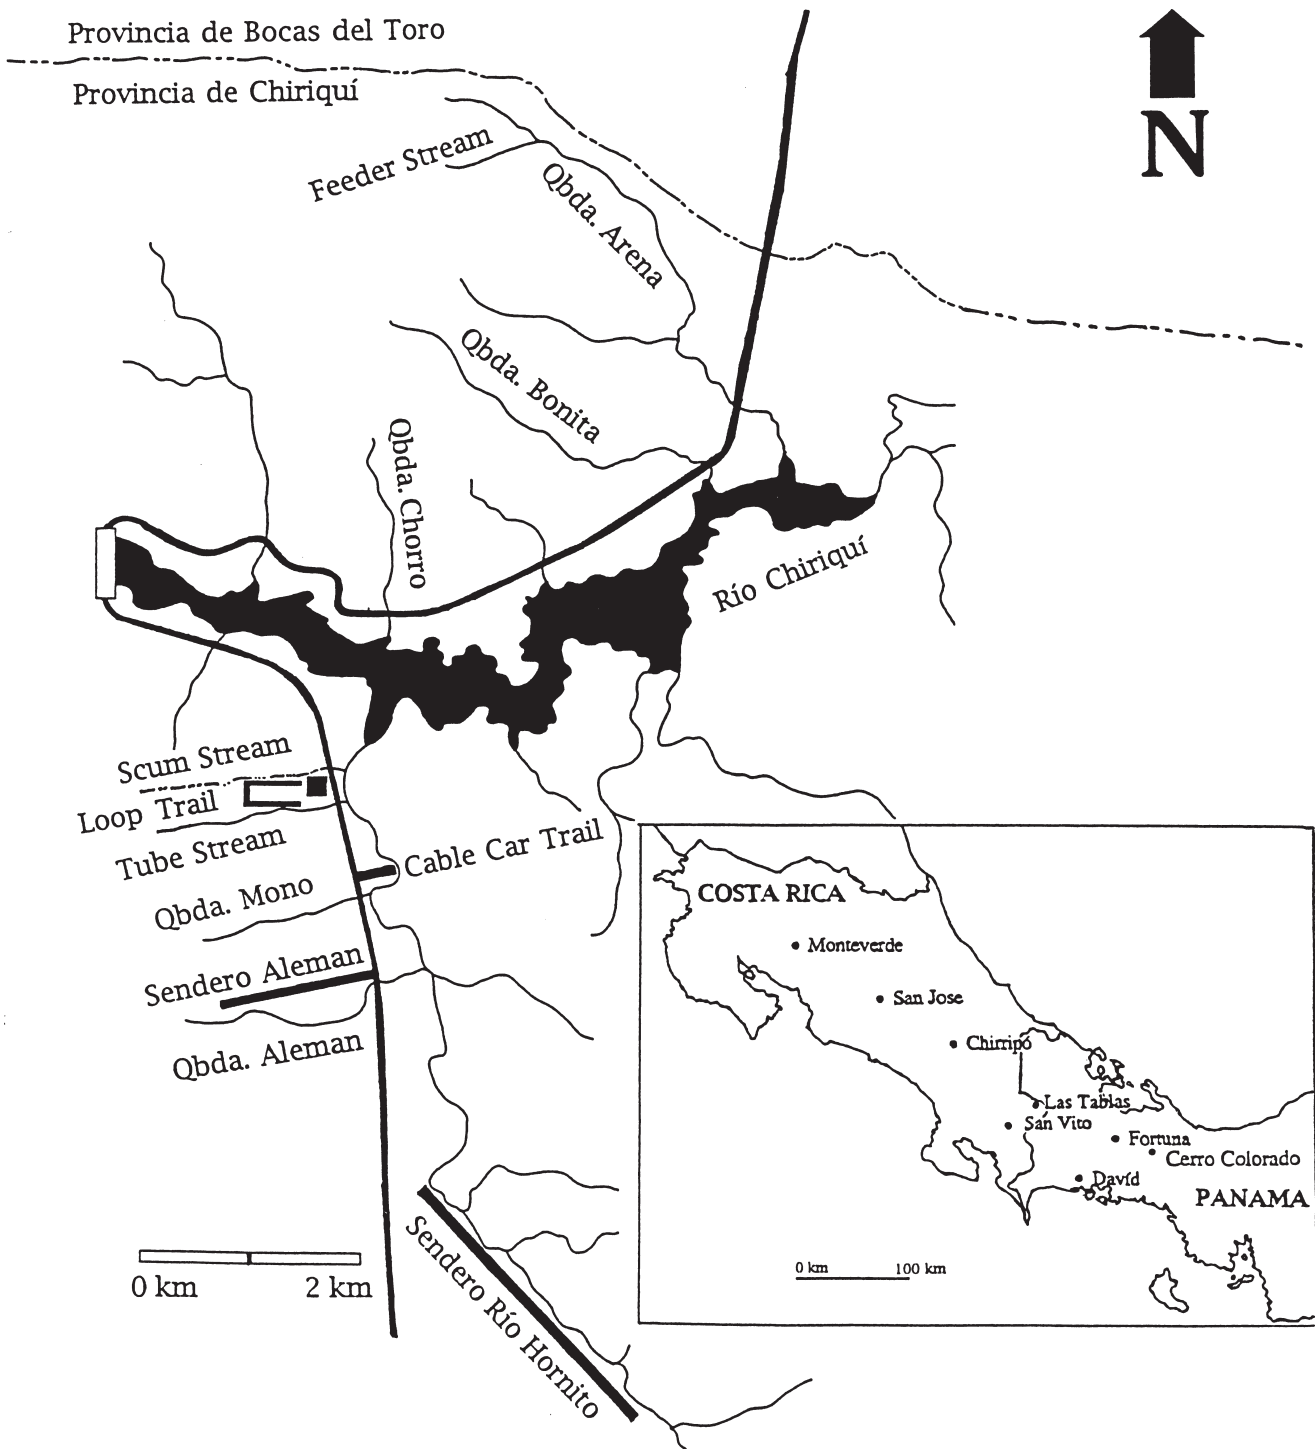 Provincia de Bocas del Toro
Provincia de Chiriquí
N
Feeder Stream
Qbda. Arena
Qbda. Bonita
Qbda. Chorro
Río Chiriquí
Scum Stream
Loop Trail
Tube Stream
Cable Car Trail
Qbda. Mono
Sendero Aleman
Qbda. Aleman
Sendero Río Hornito
0 km
2 km
COSTA RICA
Monteverde
San Jose
Chirripó
Las Tablas
San Vito
Fortuna
Cerro Colorado
Davíd
PANAMA
0 km
100 km